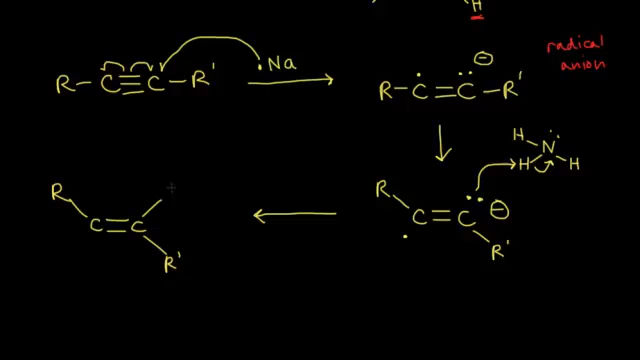 H
radical
anion
R-C≡C-R' ·Na
R-C=C-R' ⊖
H N H H
R C=C R'
R C=C ⊖ R'